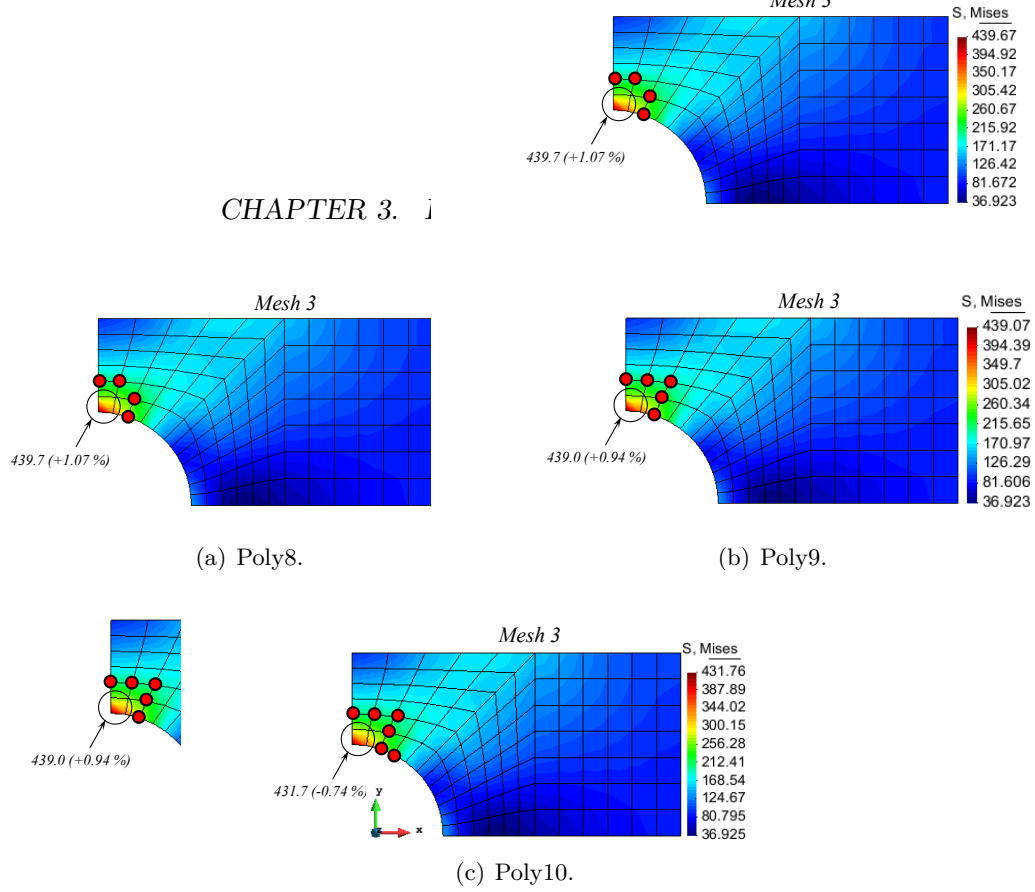 Mesh 3
S, Mises
439.67
394.92
350.17
305.42
260.67
215.92
171.17
126.42
81.672
36.923
439.7 (+1.07 %)
CHAPTER 3.
Mesh 3
439.7 (+1.07 %)
(a) Poly8.
Mesh 3
S, Mises
439.07
394.39
349.7
305.02
260.34
215.65
170.97
126.29
81.606
36.923
439.0 (+0.94 %)
(b) Poly9.
439.0 (+0.94 %)
Mesh 3
S, Mises
431.76
387.89
344.02
300.15
256.28
212.41
168.54
124.67
80.795
36.925
431.7 (-0.74 %)
y
z
x
(c) Poly10.